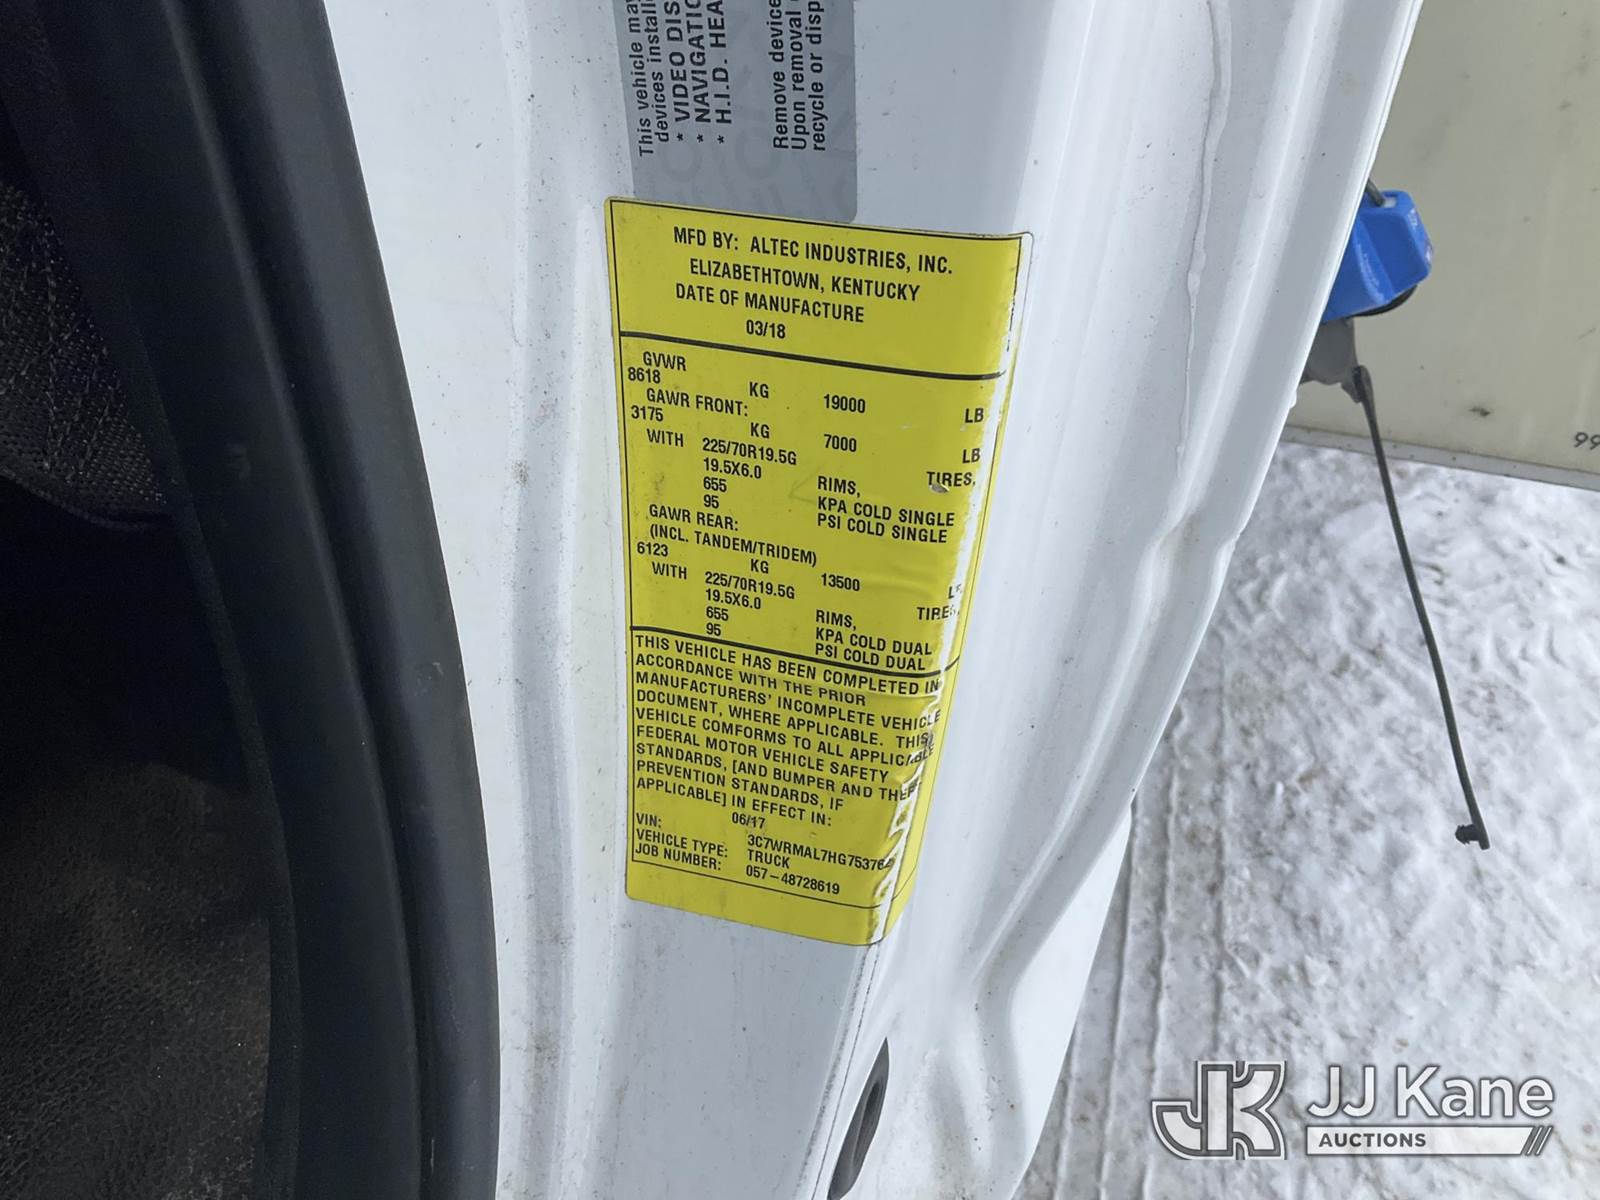 This vehicle may
devices install
* VIDEO DIS
* NAVIGATIO
* H.I.D. HEA
Remove device
Upon removal
recycle or disp
MFD BY: ALTEC INDUSTRIES, INC.
ELIZABETHTOWN, KENTUCKY
DATE OF MANUFACTURE
03/18
GVWR
8618 KG 19000 LB
GAWR FRONT:
3175 KG 7000 LB
WITH 225/70R19.5G TIRES,
19.5X6.0 RIMS,
655 KPA COLD SINGLE
95 PSI COLD SINGLE
GAWR REAR:
(INCL. TANDEM/TRIDEM)
6123 KG 13500
WITH 225/70R19.5G TIRES,
19.5X6.0 RIMS,
655 KPA COLD DUAL
95 PSI COLD DUAL
THIS VEHICLE HAS BEEN COMPLETED IN
ACCORDANCE WITH THE PRIOR
MANUFACTURERS' INCOMPLETE VEHICLE
DOCUMENT, WHERE APPLICABLE. THIS
VEHICLE CONFORMS TO ALL APPLICABLE
FEDERAL MOTOR VEHICLE SAFETY
STANDARDS, [AND BUMPER AND THEFT
PREVENTION STANDARDS, IF
APPLICABLE] IN EFFECT IN:
06/17
VIN: 3C7WRMAL7HG75376
VEHICLE TYPE: TRUCK
JOB NUMBER: 057-48728619
99
JK JJ Kane
AUCTIONS